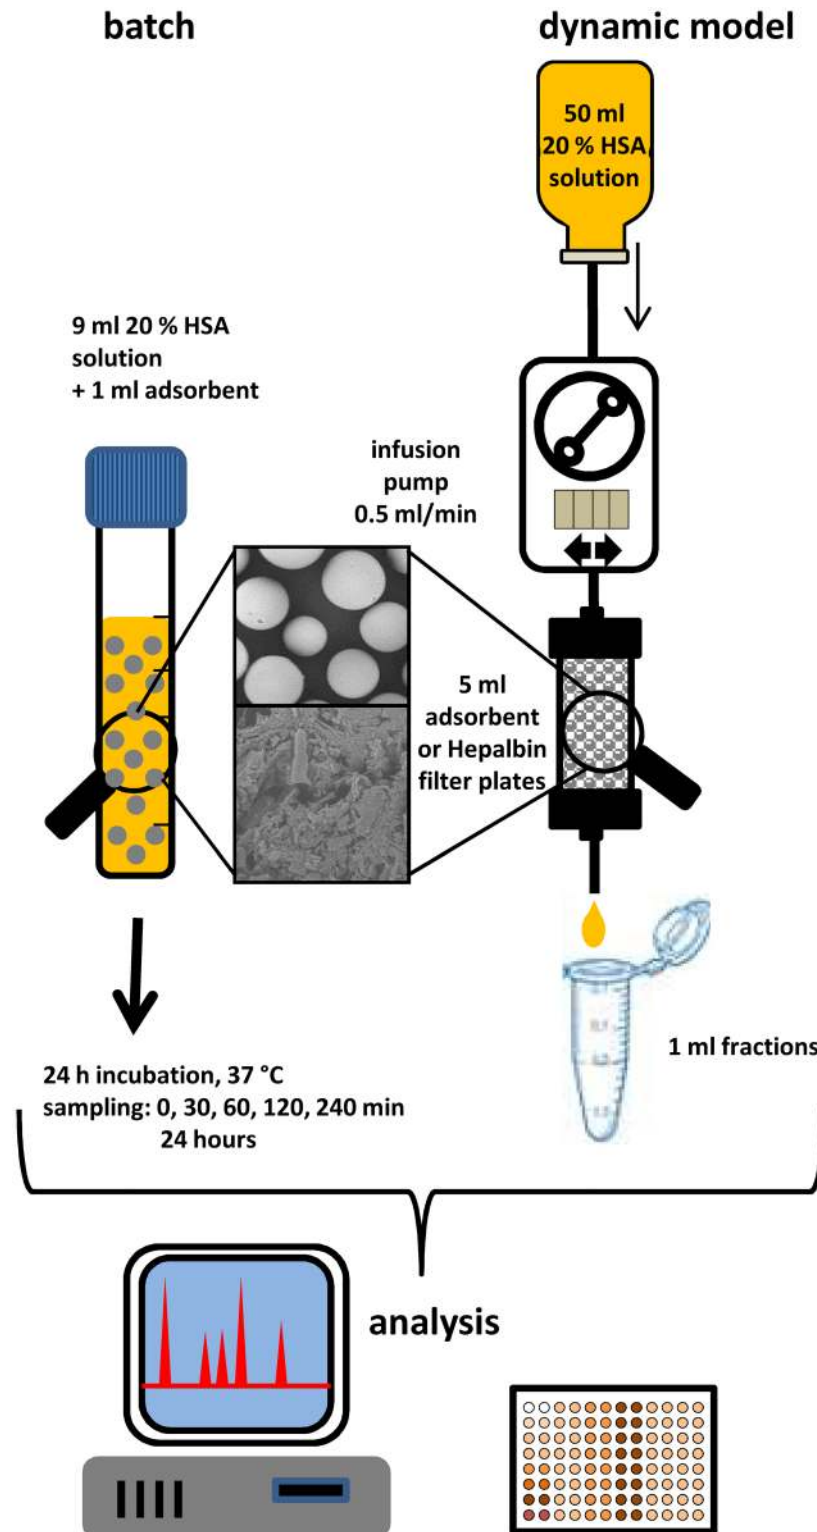 batch
dynamic model
50 ml
20 % HSA
solution
9 ml 20 % HSA
solution
+ 1 ml adsorbent
infusion
pump
0.5 ml/min
5 ml
adsorbent
or Hepalbin
filter plates
1 ml fractions
24 h incubation, 37 °C
sampling: 0, 30, 60, 120, 240 min
24 hours
analysis